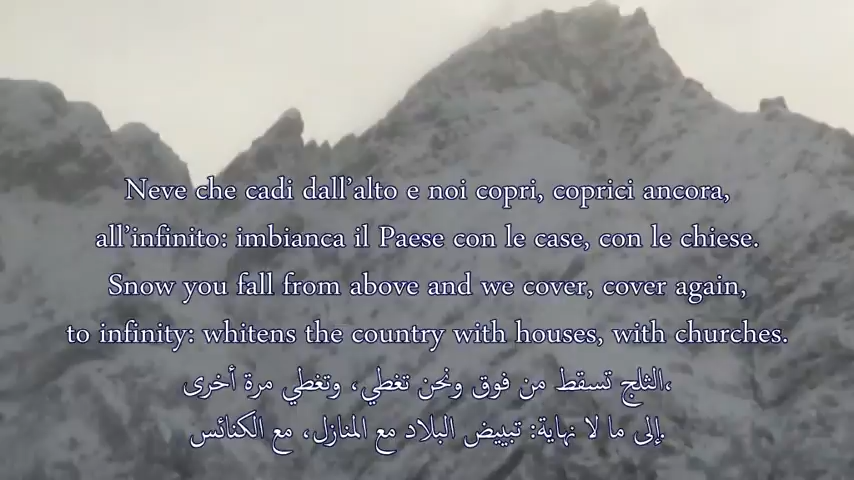 Neve che cadi dall'alto e noi copri, coprici ancora,
all'infinito: imbianca il Paese con le case, con le chiese.
Snow you fall from above and we cover, cover again,
to infinity: whitens the country with houses, with churches.
الثلج تسقط من فوق ونحن تغطي، وتغطي مرة أخرى،
إلى ما لا نهاية: تبييض البلاد مع المنازل، مع الكنائس.